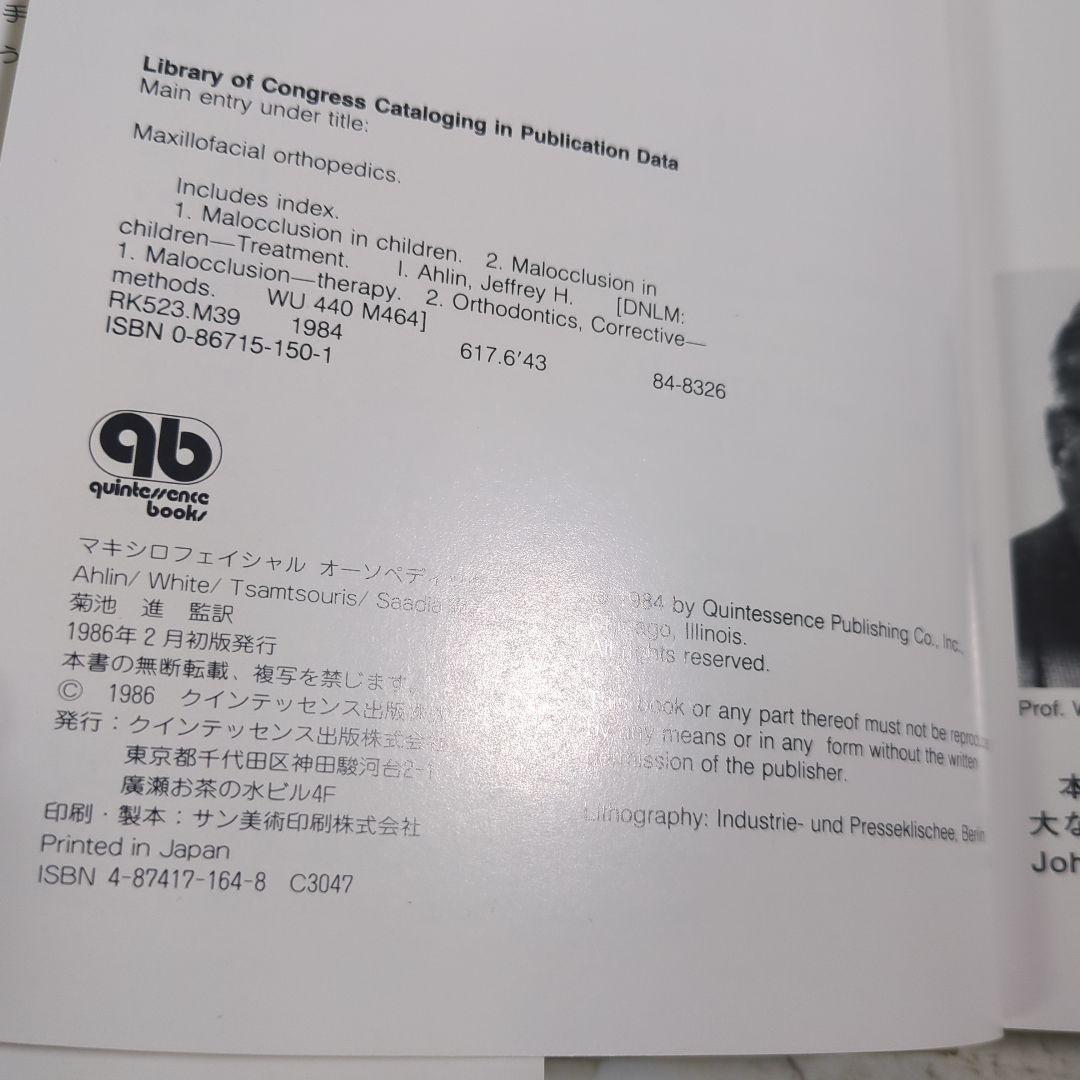 手
う
Library of Congress Cataloging in Publication Data
Main entry under title:
Maxillofacial orthopedics.
Includes index.
1. Malocclusion in children. 2. Malocclusion in
children—Treatment. I. Ahlin, Jeffrey H. [DNLM:
1. Malocclusion—therapy. 2. Orthodontics, Corrective—
methods. WU 440 M464]
RK523.M39 1984 617.6'43 84-8326
ISBN 0-86715-150-1
qb
quintessence
books
マキシロフェイシャル オーソペディ
Ahlin/ White/ Tsamtsouris/ Saadia
菊池 進 監訳
1986年2月初版発行
本書の無断転載、複写を禁じます。
© 1986 クインテッセンス出版株
発行：クインテッセンス出版株式会
東京都千代田区神田駿河台2-1
廣瀬お茶の水ビル4F
印刷・製本：サン美術印刷株式会社
Printed in Japan
ISBN 4-87417-164-8 C3047
1984 by Quintessence Publishing Co., Inc.,
Illinois.
rights reserved.
book or any part thereof must not be
any means or in any form without the written
permission of the publisher.
Lithography: Industrie- und Presseklischee, Berlin
Prof.
本
大な
Joh